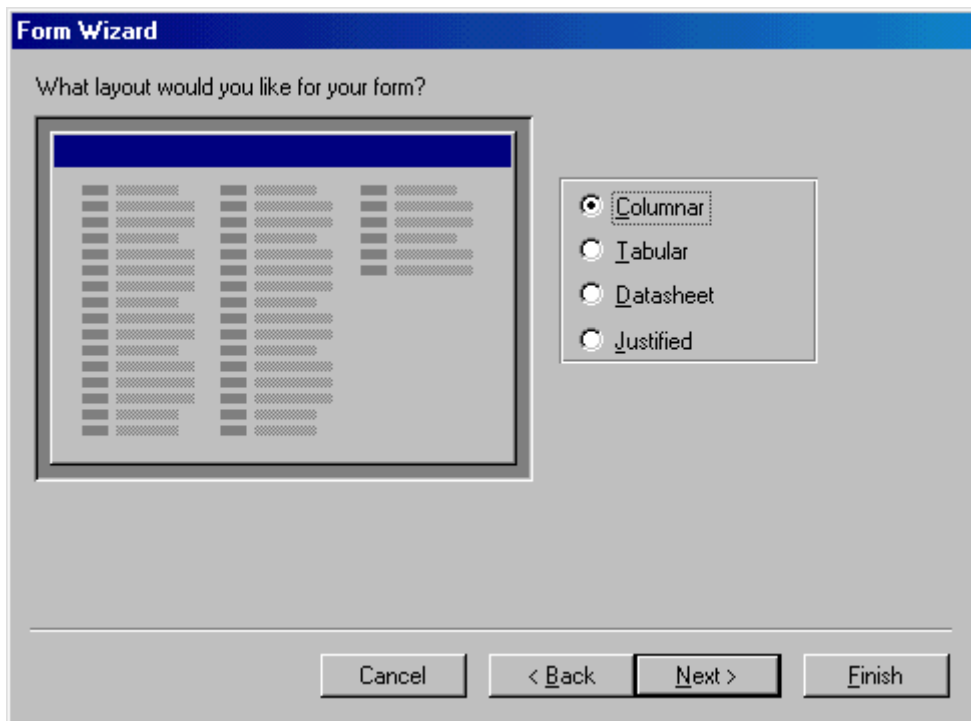 Form Wizard
What layout would you like for your form?
Columnar
Tabular
Datasheet
Justified
Cancel
< Back
Next >
Finish